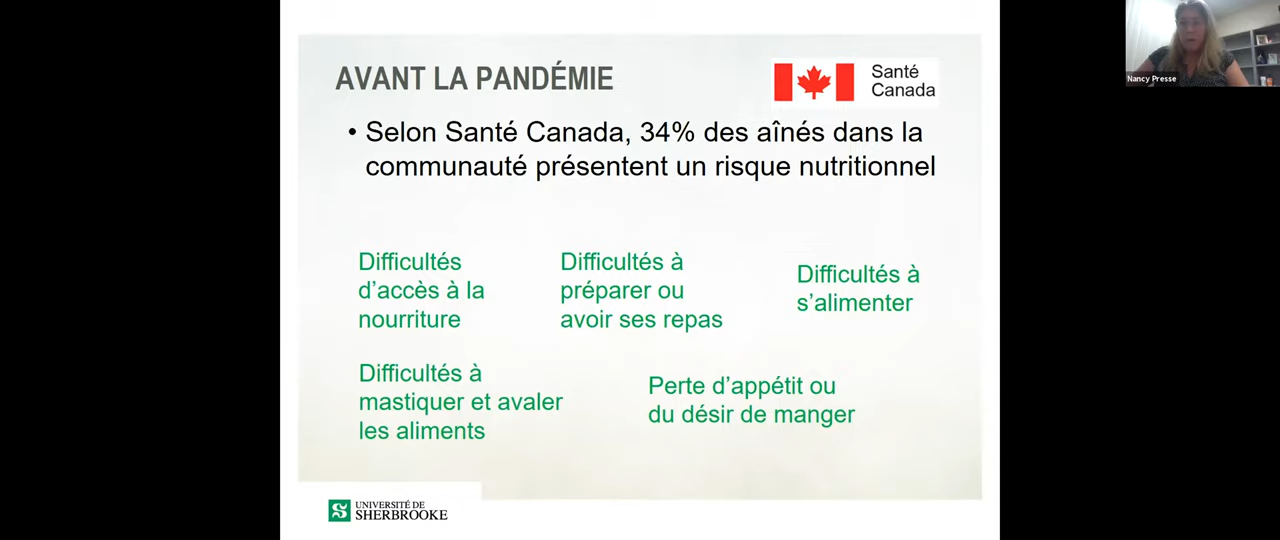 AVANT LA PANDÉMIE
Santé
Canada
• Selon Santé Canada, 34% des aînés dans la
communauté présentent un risque nutritionnel
Difficultés
d’accès à la
nourriture
Difficultés à
préparer ou
avoir ses repas
Difficultés à
s’alimenter
Difficultés à
mastiquer et avaler
les aliments
Perte d’appétit ou
du désir de manger
UNIVERSITÉ DE
SHERBROOKE
Nancy Presse